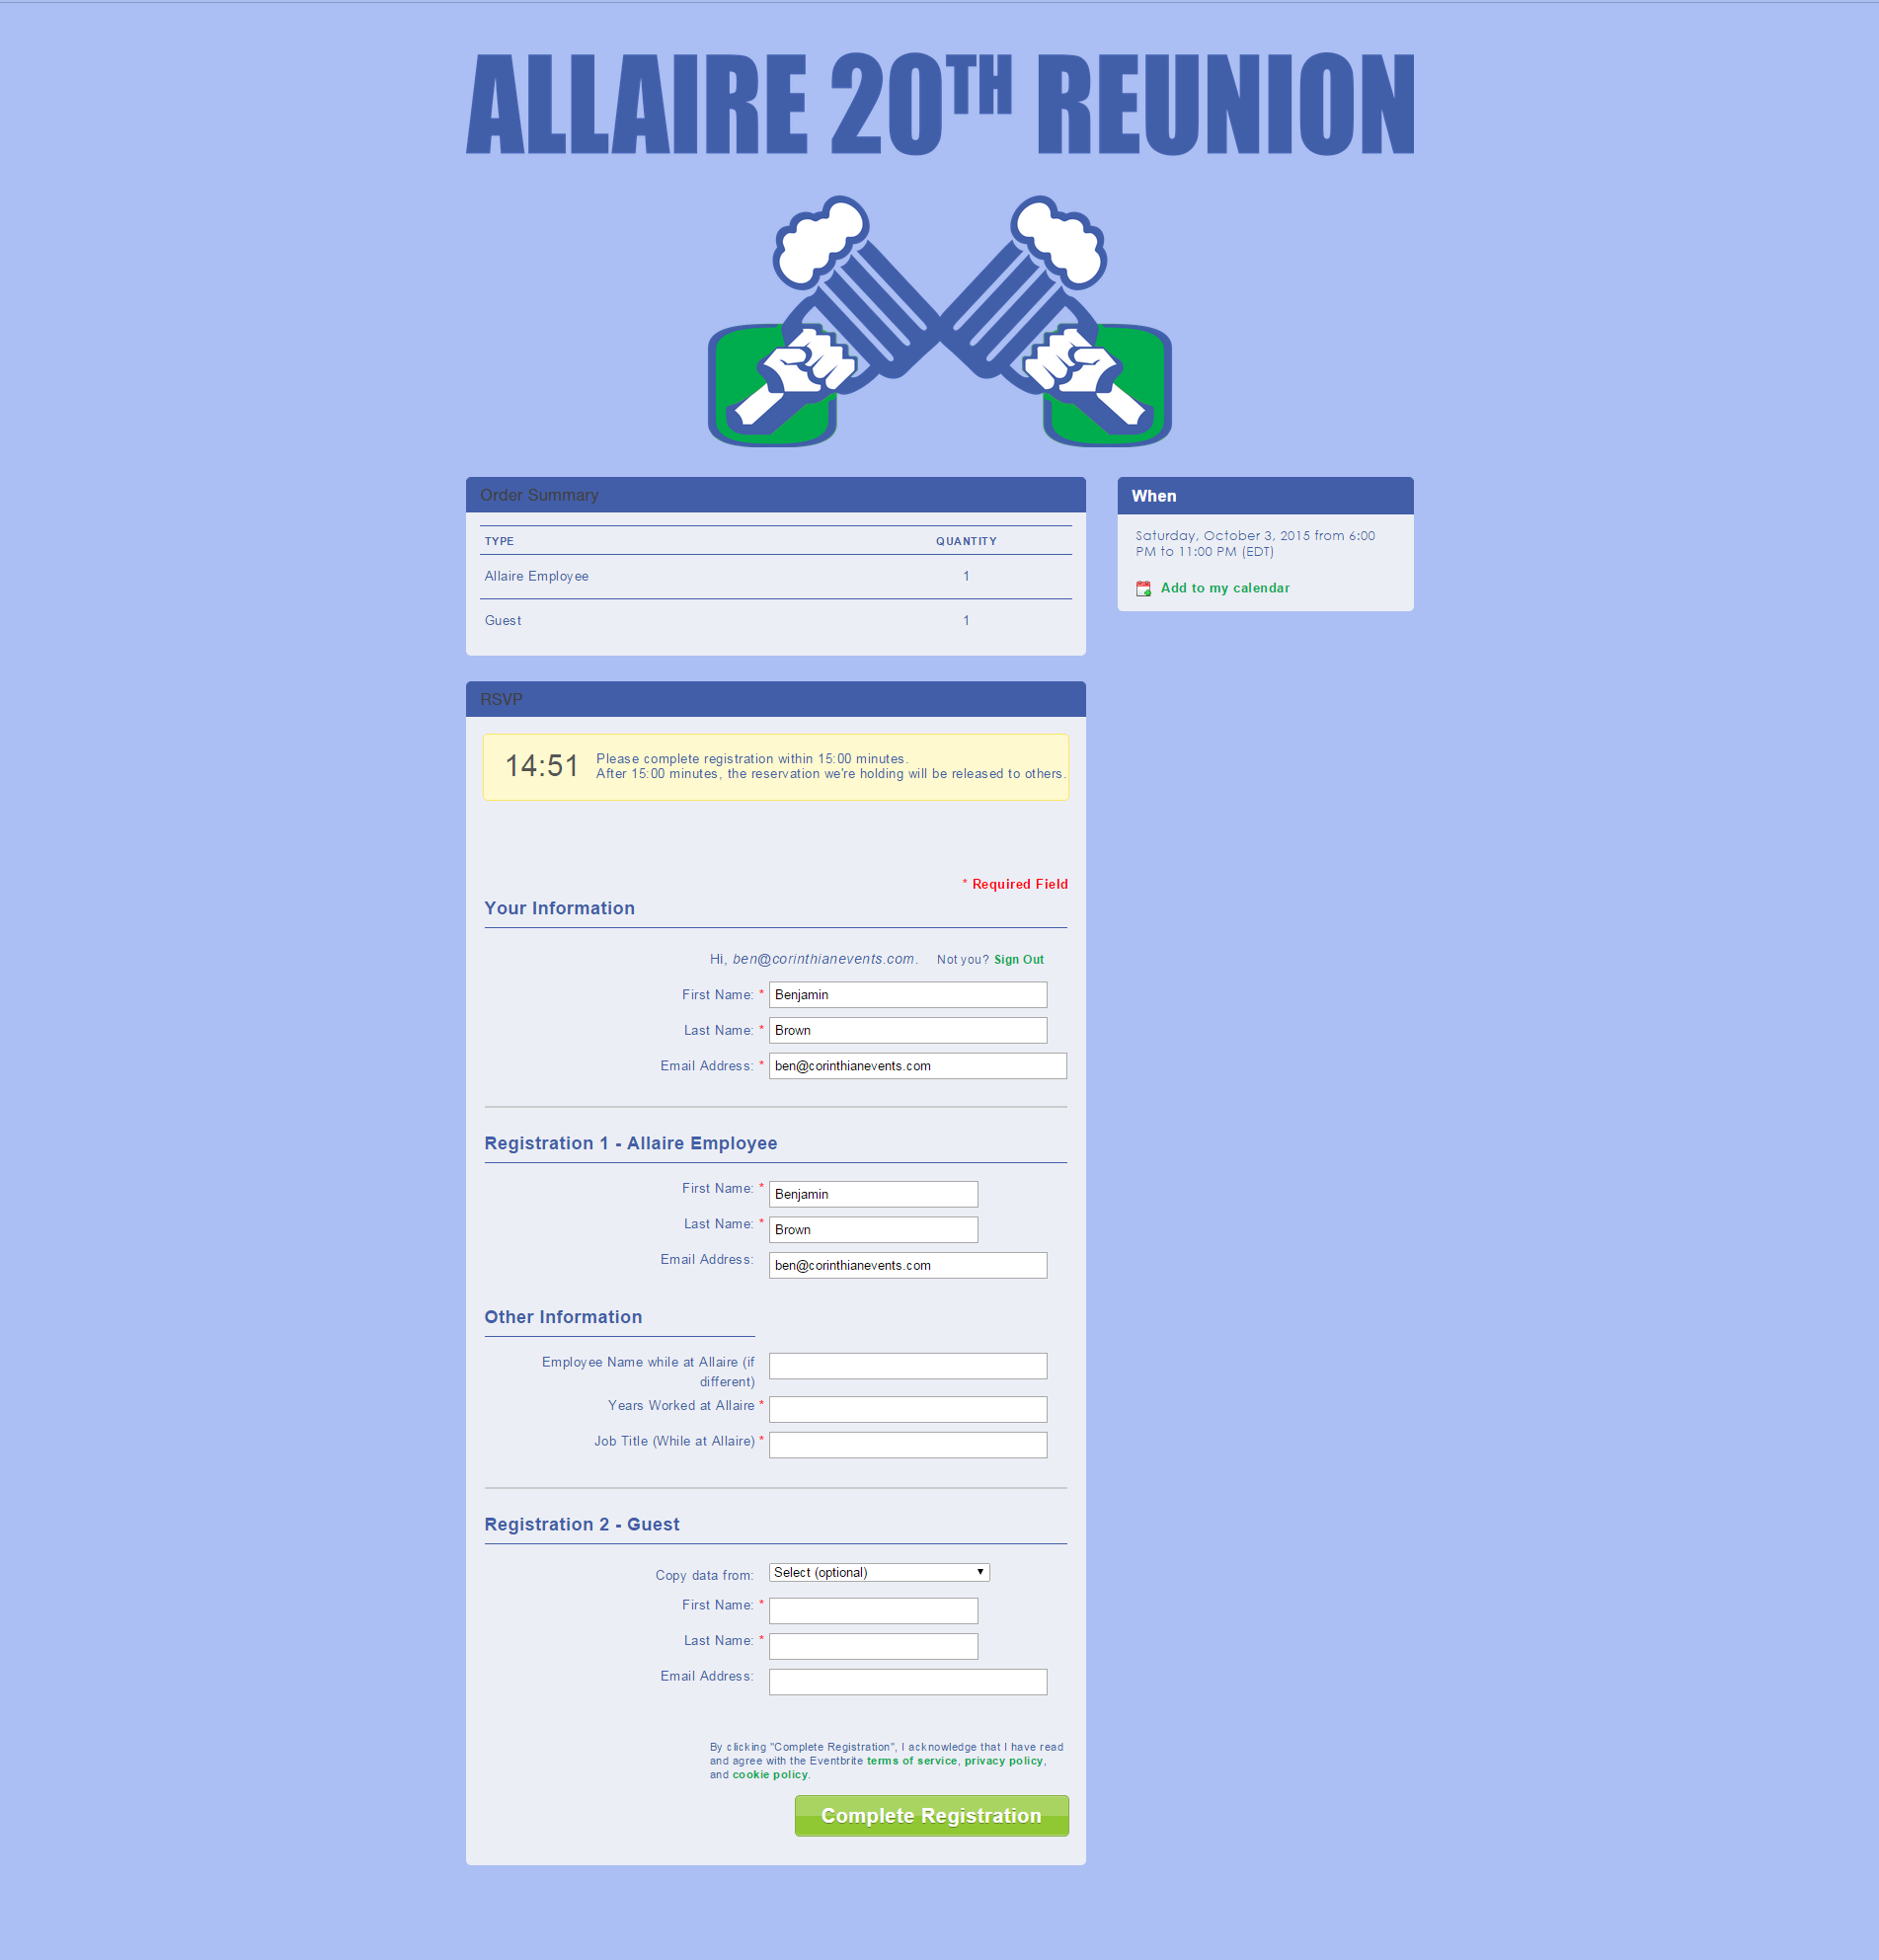 ALLAIRE 20TH REUNION
Order Summary
TYPE QUANTITY
Allaire Employee 1
Guest 1
When
Saturday, October 3, 2015 from 6:00
PM to 11:00 PM (EDT)
Add to my calendar
RSVP
14:51
Please complete registration within 15:00 minutes.
After 15:00 minutes, the reservation we're holding will be released to others.
* Required Field
Your Information
Hi, ben@corinthianevents.com. Not you? Sign Out
First Name: * Benjamin
Last Name: * Brown
Email Address: * ben@corinthianevents.com
Registration 1 - Allaire Employee
First Name: * Benjamin
Last Name: * Brown
Email Address: ben@corinthianevents.com
Other Information
Employee Name while at Allaire (if
different)
Years Worked at Allaire *
Job Title (While at Allaire) *
Registration 2 - Guest
Copy data from: Select (optional)
First Name: *
Last Name: *
Email Address:
By clicking "Complete Registration", I acknowledge that I have read
and agree with the Eventbrite terms of service, privacy policy,
and cookie policy.
Complete Registration